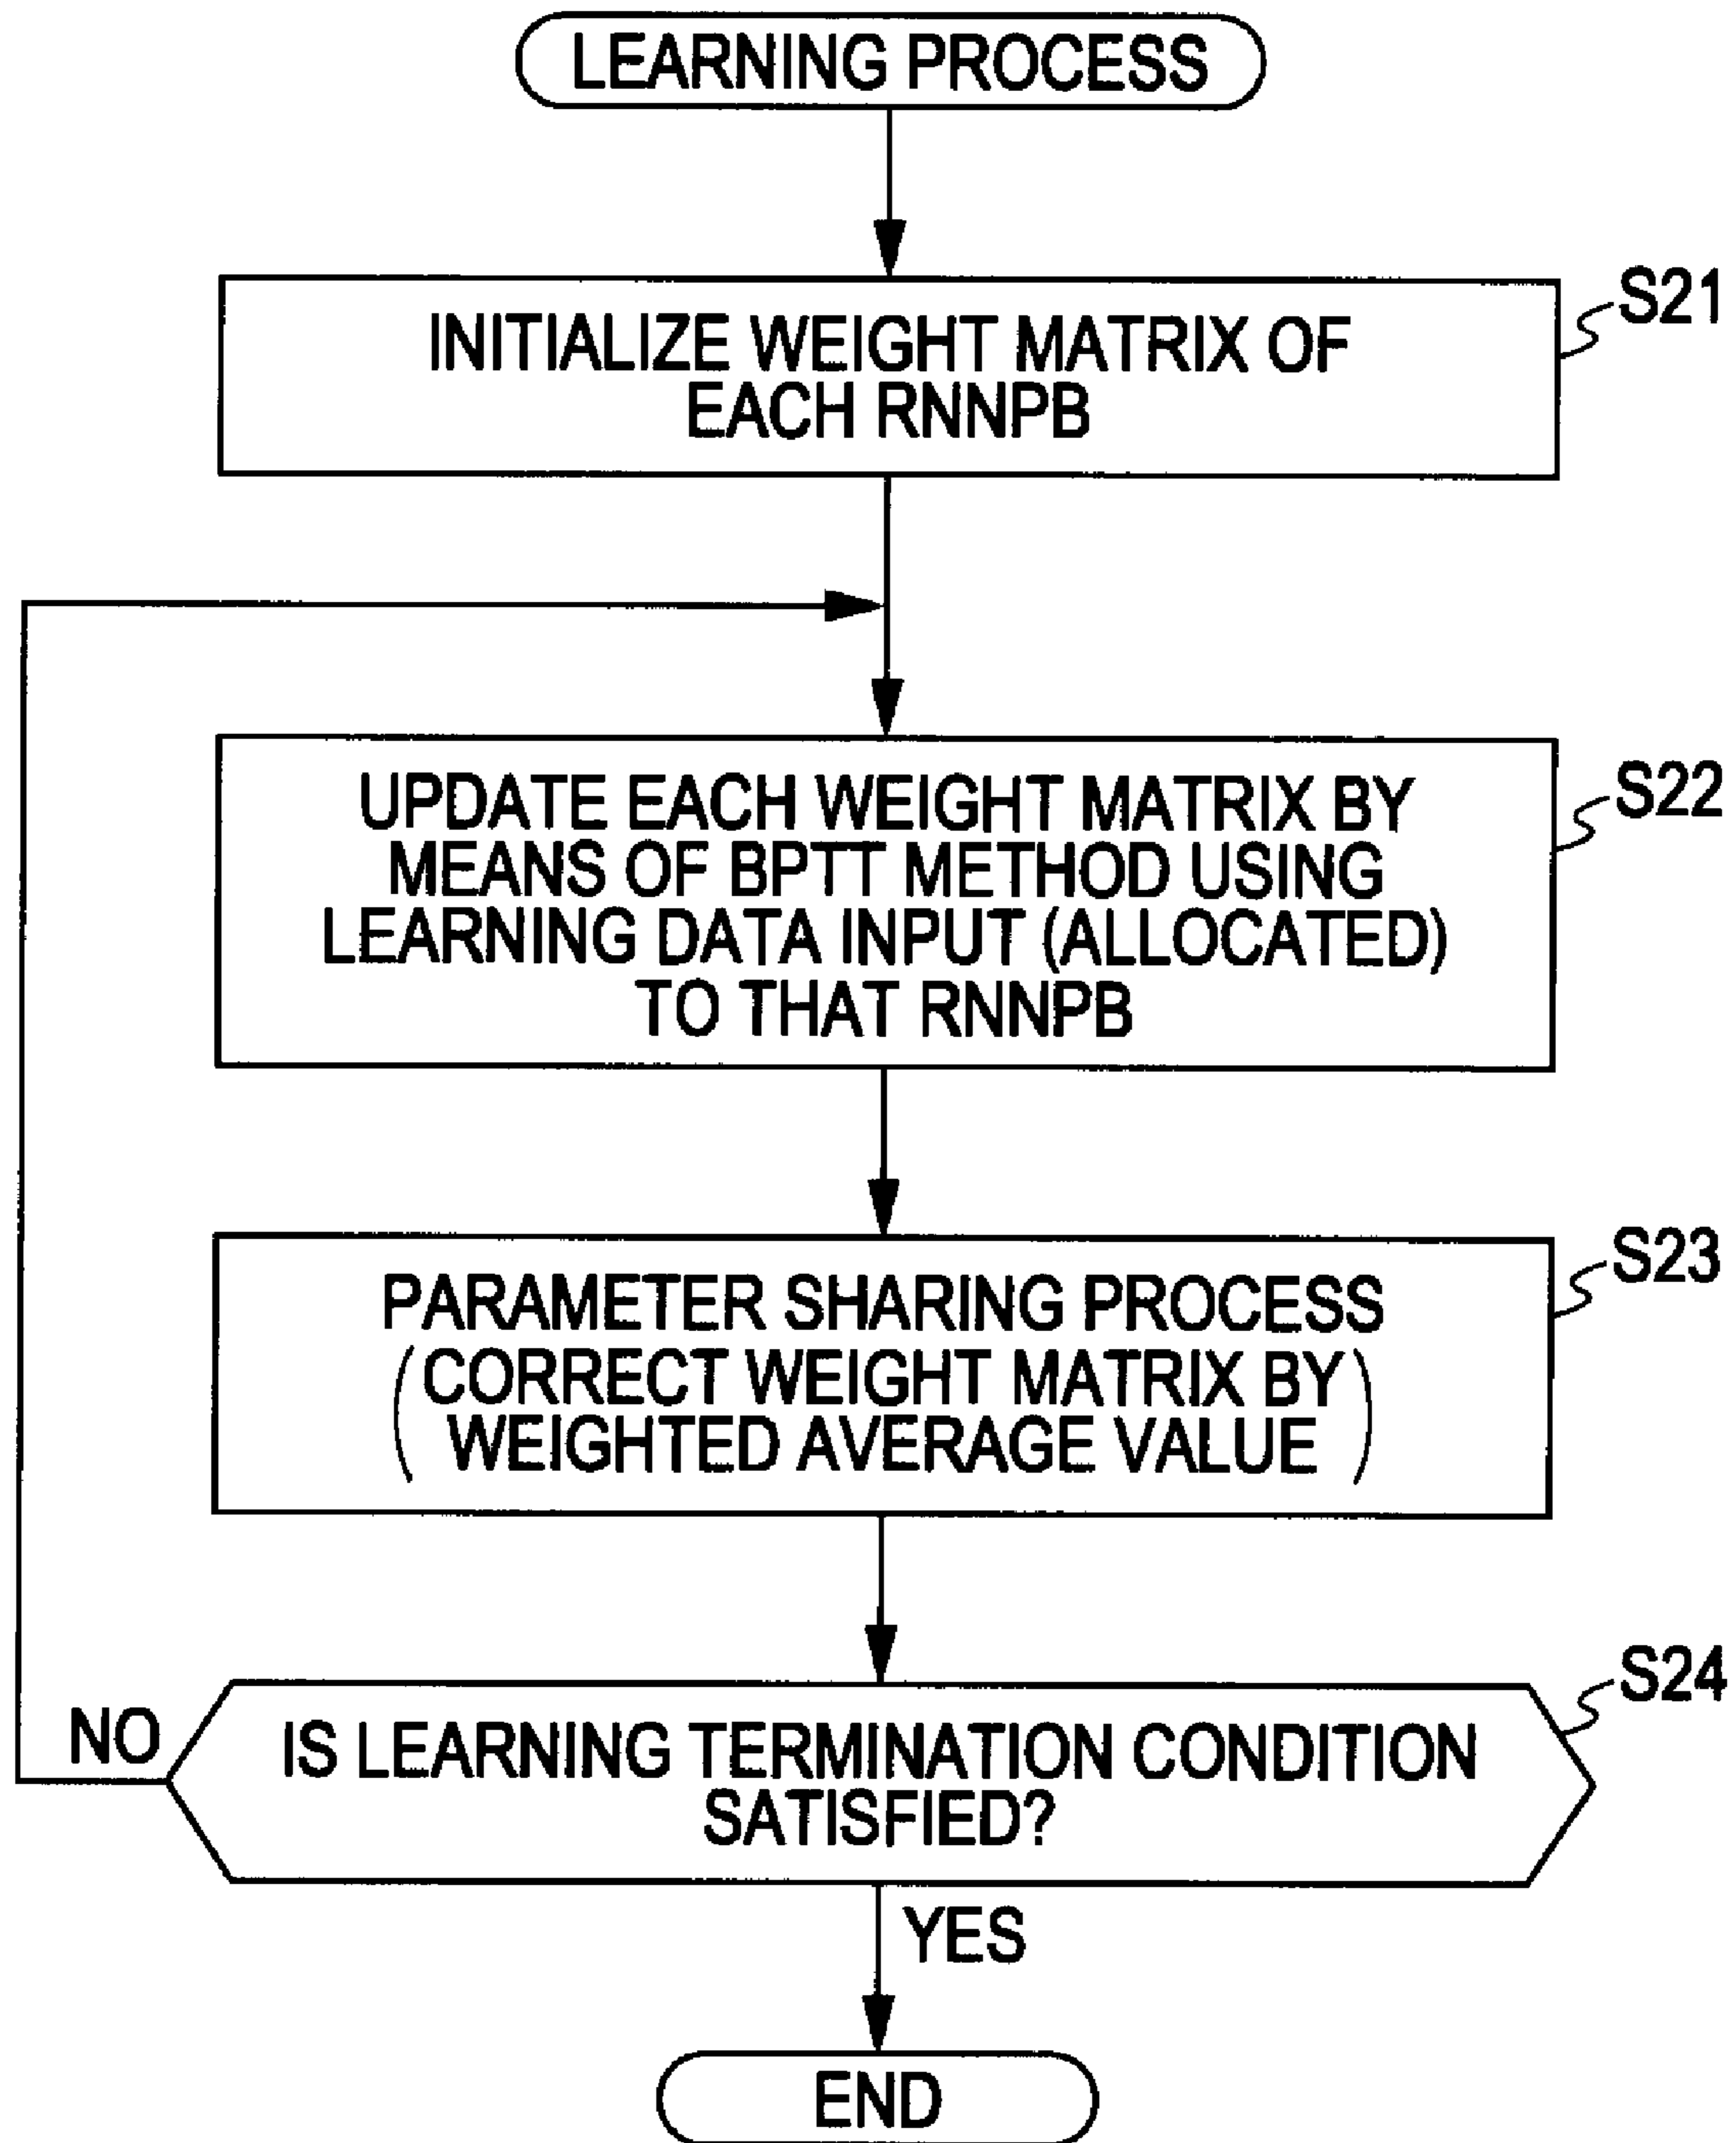 LEARNING PROCESS
S21
INITIALIZE WEIGHT MATRIX OF
EACH RNNPB
S22
UPDATE EACH WEIGHT MATRIX BY
MEANS OF BPTT METHOD USING
LEARNING DATA INPUT (ALLOCATED)
TO THAT RNNPB
S23
PARAMETER SHARING PROCESS
(CORRECT WEIGHT MATRIX BY
WEIGHTED AVERAGE VALUE)
S24
NO
IS LEARNING TERMINATION CONDITION
SATISFIED?
YES
END